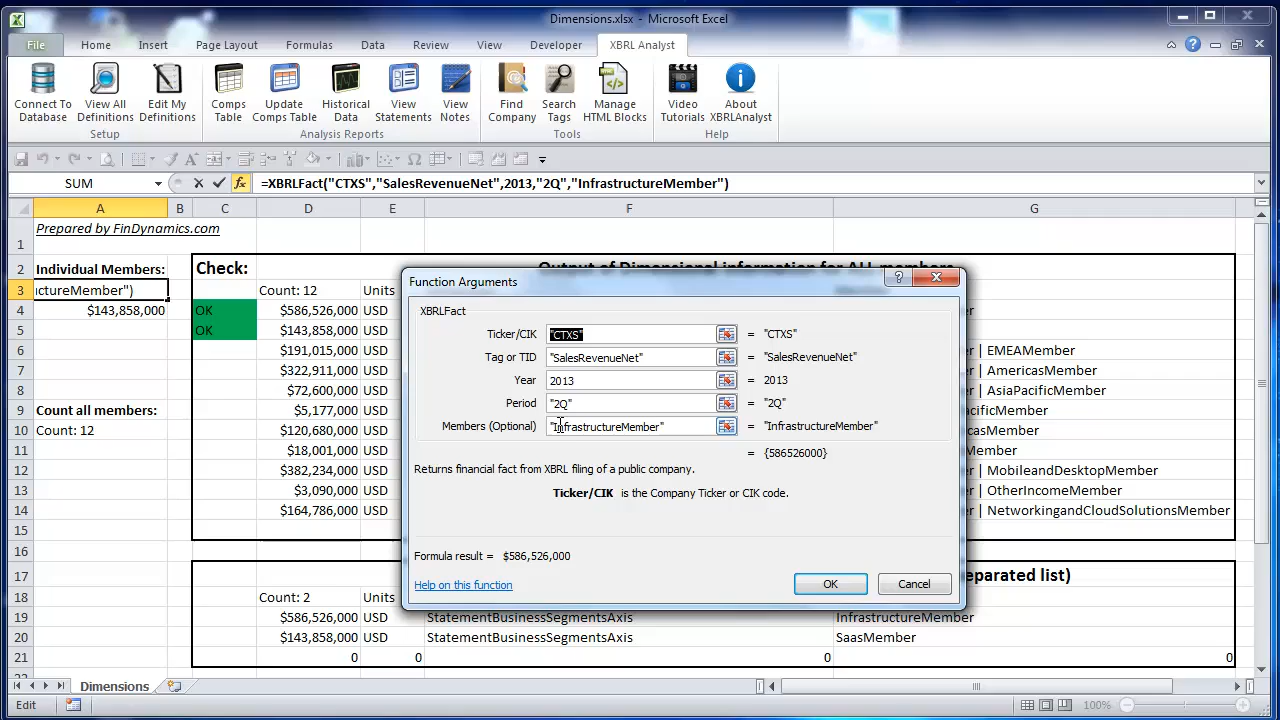 Dimensions.xlsx - Microsoft Excel
File Home Insert Page Layout Formulas Data Review View Developer XBRL Analyst
Connect To Database
View All Definitions
Edit My Definitions
Comps Table
Update Comps Table
Historical Data
View Statements
View Notes
Find Company
Search Tags
Manage HTML Blocks
Video Tutorials
About XBRLAnalyst
Setup Analysis Reports Tools Help
SUM =XBRLFact("CTXS","SalesRevenueNet",2013,"2Q","InfrastructureMember")
A B C D E F G
1 Prepared by FinDynamics.com
2 Individual Members: Check:
3 ctureMember") Count: 12 Units
4 $143,858,000 OK $586,526,000 USD
5 OK $143,858,000 USD
6 $191,015,000 USD | EMEAMember
7 $322,911,000 USD | AmericasMember
8 $72,600,000 USD | AsiaPacificMember
9 Count all members: $5,177,000 USD
10 Count: 12 $120,680,000 USD
11 $18,001,000 USD
12 $382,234,000 USD | MobileandDesktopMember
13 $3,090,000 USD | OtherIncomeMember
14 $164,786,000 USD | NetworkingandCloudSolutionsMember
15
16
17 eparated list)
18 Count: 2 Units
19 $586,526,000 USD StatementBusinessSegmentsAxis InfrastructureMember
20 $143,858,000 USD StatementBusinessSegmentsAxis SaasMember
21 0 0 0 0
Function Arguments
XBRLFact
Ticker/CIK "CTXS" = "CTXS"
Tag or TID "SalesRevenueNet" = "SalesRevenueNet"
Year 2013 = 2013
Period "2Q" = "2Q"
Members (Optional) "InfrastructureMember" = "InfrastructureMember"
= {586526000}
Returns financial fact from XBRL filing of a public company.
Ticker/CIK is the Company Ticker or CIK code.
Formula result = $586,526,000
Help on this function OK Cancel
Dimensions
Edit 100%